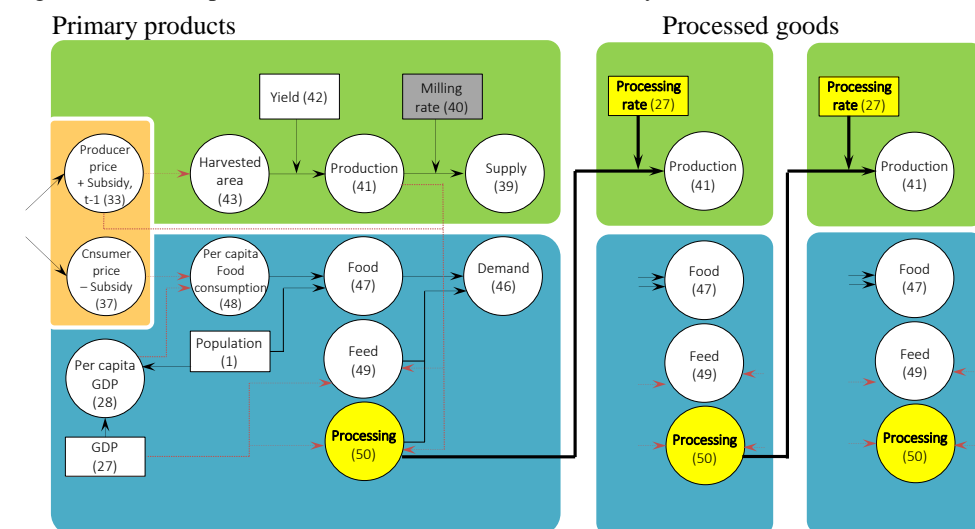 Primary products
Processed goods
Yield (42)
Milling
rate (40)
Processing
rate (27)
Processing
rate (27)
Producer
price
+ Subsidy,
t-1 (33)
Harvested
area
(43)
Production
(41)
Supply
(39)
Production
(41)
Production
(41)
Cnsumer
price
– Subsidy
(37)
Per capita
Food
consumption
(48)
Food
(47)
Demand
(46)
Food
(47)
Food
(47)
Population
(1)
Per capita
GDP
(28)
Feed
(49)
Feed
(49)
Feed
(49)
GDP
(27)
Processing
(50)
Processing
(50)
Processing
(50)